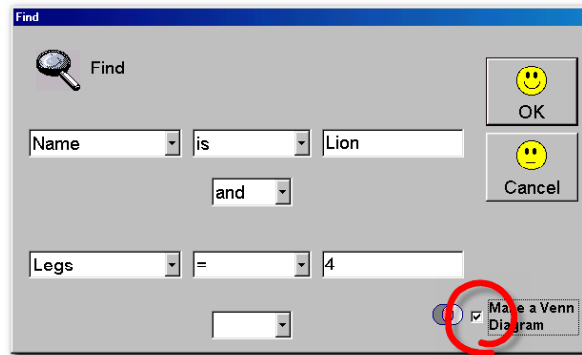 Find
Find
OK
Name is Lion
and
Cancel
Legs = 4
Make a Venn
Diagram